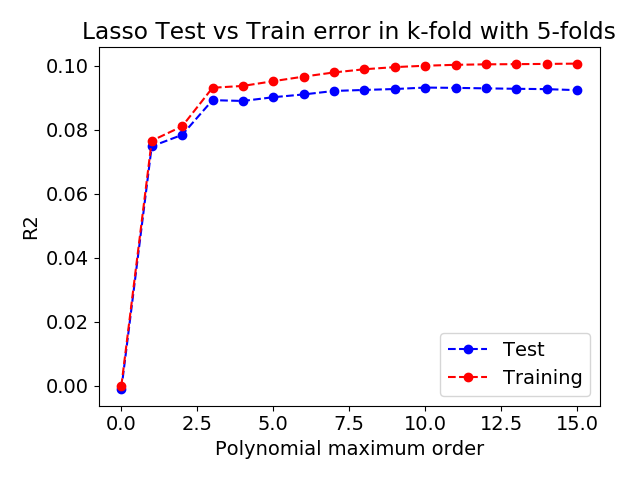 Lasso Test vs Train error in k-fold with 5-folds
R2
0.10
0.08
0.06
0.04
0.02
0.00
Test
Training
0.0 2.5 5.0 7.5 10.0 12.5 15.0
Polynomial maximum order